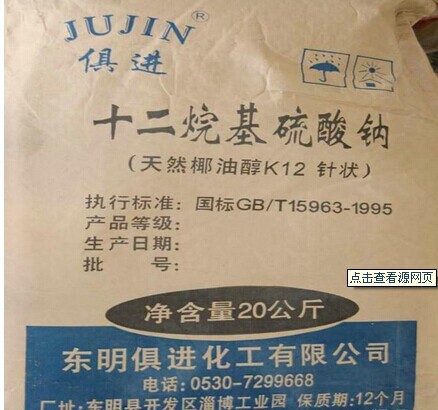 JUJIN®
俱进
十二烷基硫酸钠
(天然椰油醇K12 针状)
执行标准: 国标GB/T15963-1995
产品等级:
生产日期:
批 号:
点击查看源网页
净含量20公斤
东明俱进化工有限公司
电话: 0530-7299668
厂址: 东明县开发区淄博工业园 保质期: 12个月